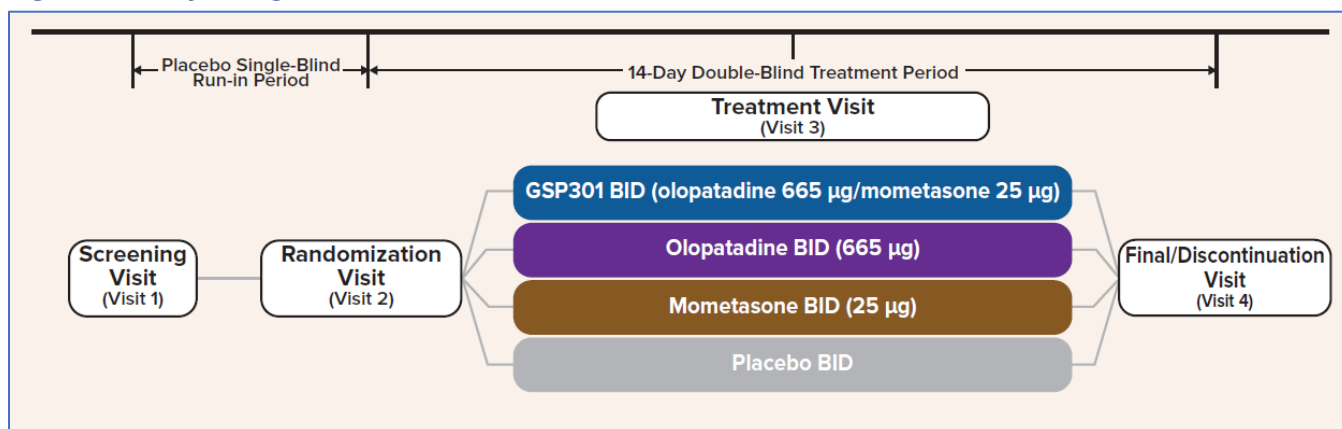 Placebo Single-Blind
Run-in Period
14-Day Double-Blind Treatment Period
Treatment Visit
(Visit 3)
GSP301 BID (olopatadine 665 µg/mometasone 25 µg)
Olopatadine BID (665 µg)
Mometasone BID (25 µg)
Placebo BID
Screening
Visit
(Visit 1)
Randomization
Visit
(Visit 2)
Final/Discontinuation
Visit
(Visit 4)